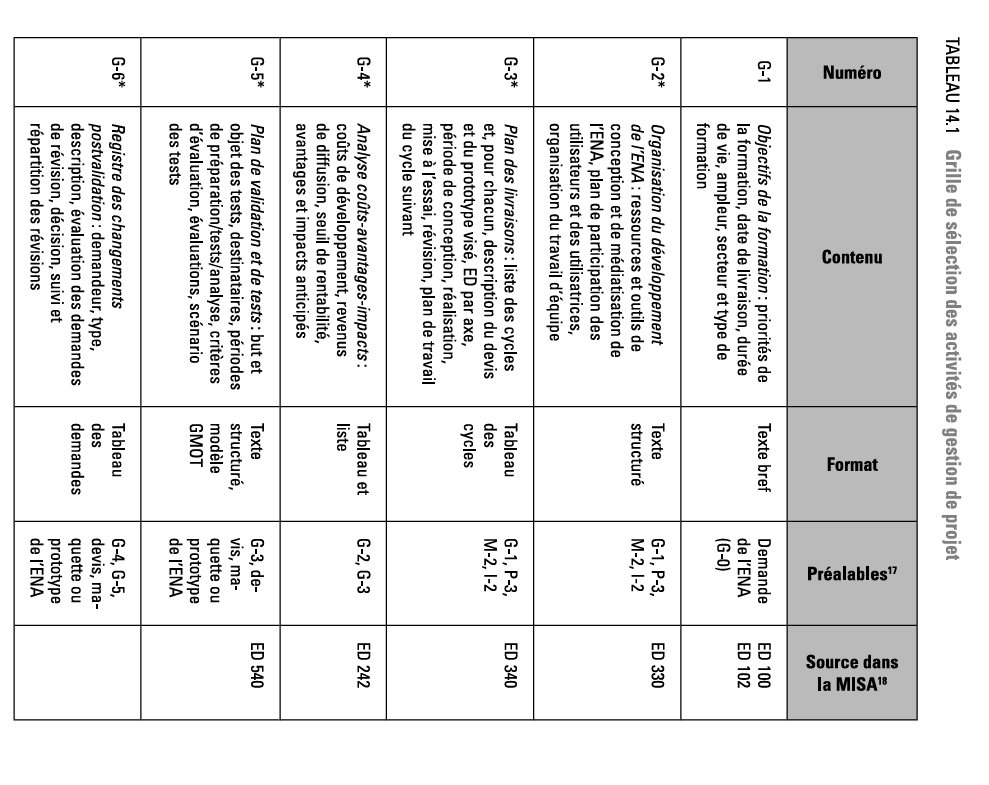 TABLEAU 14.1 Grille de sélection des activités de gestion de projet
Numéro
Contenu
Format
Préalables17
Source dans
la MISA18
G-1
Objectifs de la formation : priorités de
la formation, date de livraison, durée
de vie, ampleur, secteur et type de
formation
Texte bref
Demande
de l'ENA
(G-0)
ED 100
ED 102
G-2*
Organisation du développement
de l'ENA : ressources et outils de
conception et de médiatisation de
l'ENA, plan de participation des
utilisateurs et des utilisatrices,
organisation du travail d'équipe
Texte
structuré
G-1, P-3,
M-2, I-2
ED 330
G-3*
Plan des livraisons : liste des cycles
et, pour chacun, description du devis
et du prototype visé, ED par axe,
période de conception, réalisation,
mise à l'essai, révision, plan de travail
du cycle suivant
Tableau
des
cycles
G-1, P-3,
M-2, I-2
ED 340
G-4*
Analyse coûts-avantages-impacts :
coûts de développement, revenus
de diffusion, seuil de rentabilité,
avantages et impacts anticipés
Tableau et
liste
G-2, G-3
ED 242
G-5*
Plan de validation et de tests : but et
objet des tests, destinataires, périodes
de préparation/tests/analyse, critères
d'évaluation, évaluations, scénario
des tests
Texte
structuré,
modèle
GMOT
G-3, de-
vis, ma-
quette ou
prototype
de l'ENA
ED 540
G-6*
Registre des changements
postvalidation : demandeur, type,
description, évaluation des demandes
de révision, décision, suivi et
répartition des révisions
Tableau
des
demandes
G-4, G-5,
devis, ma-
quette ou
prototype
de l'ENA